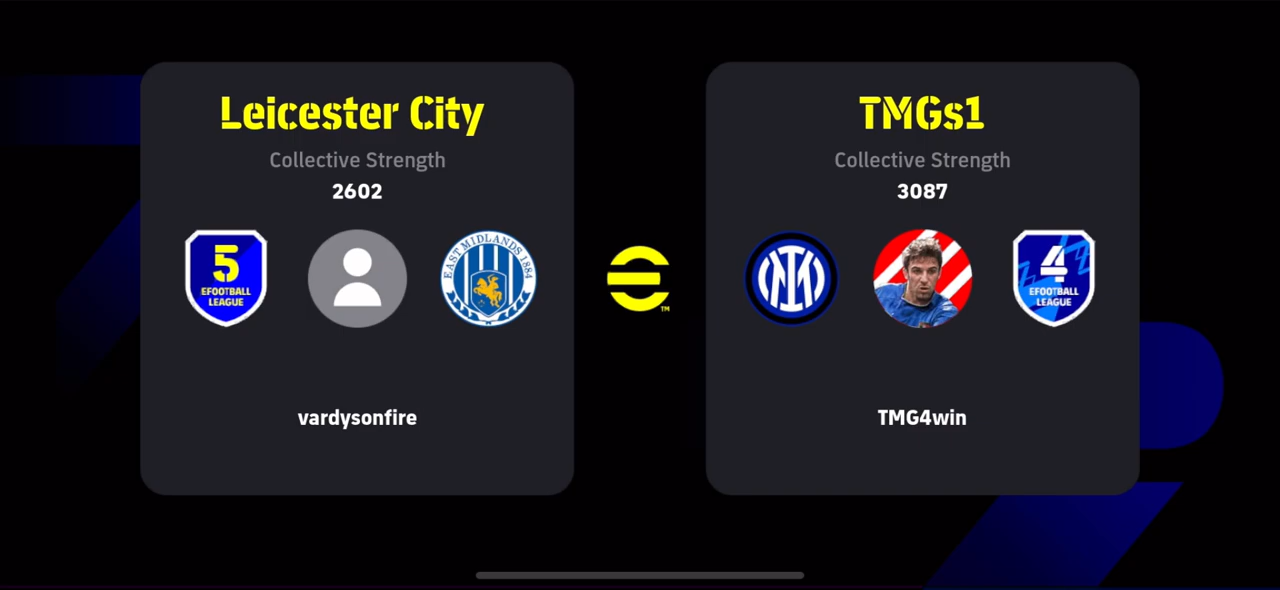 Leicester City
Collective Strength
2602
5
EFOOTBALL
LEAGUE
EAST MIDLANDS 1884
vardysonfire
TM
TMGs1
Collective Strength
3087
4
EFOOTBALL
LEAGUE
TMG4win